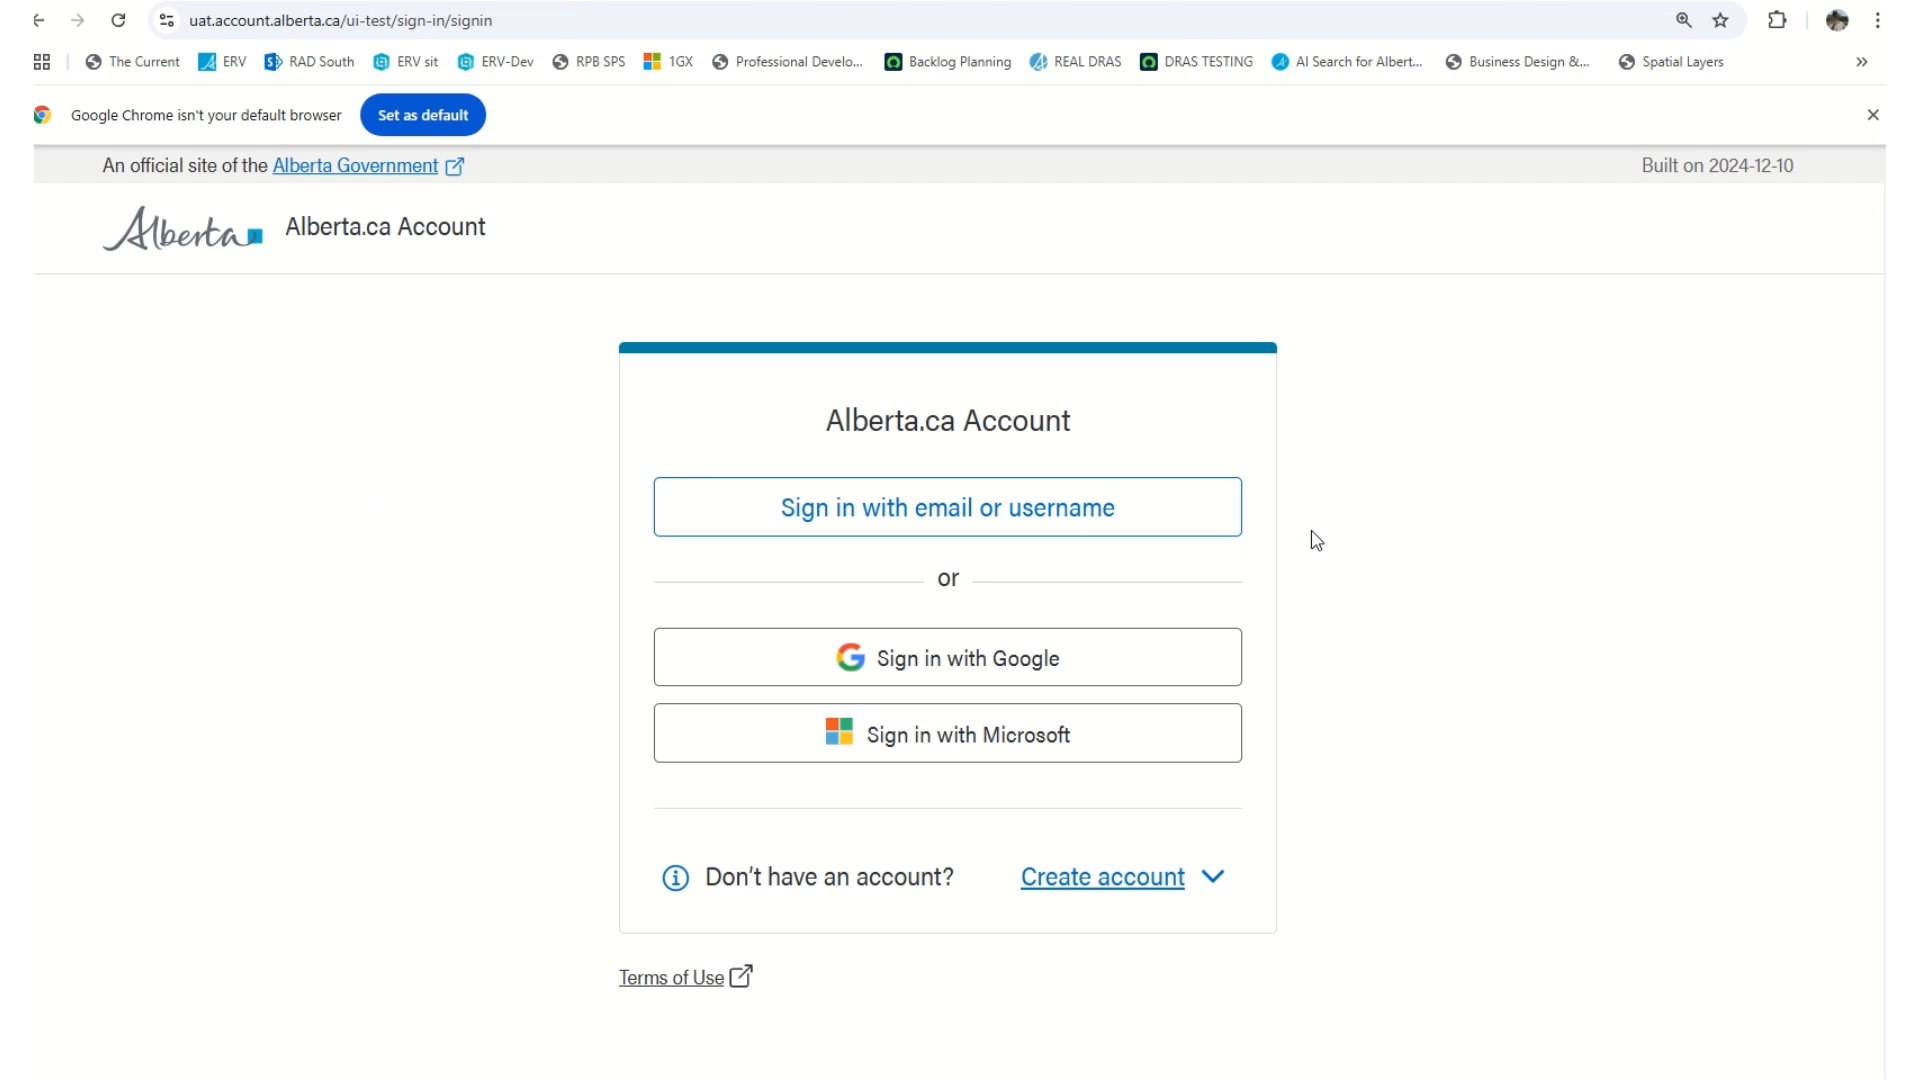 uat.account.alberta.ca/ui-test/sign-in/signin
The Current ERV RAD South ERV sit ERV-Dev RPB SPS 1GX Professional Develo... Backlog Planning REAL DRAS DRAS TESTING AI Search for Albert... Business Design &... Spatial Layers »
Google Chrome isn't your default browser Set as default
An official site of the Alberta Government Built on 2024-12-10
Alberta Alberta.ca Account
Alberta.ca Account
Sign in with email or username
or
Sign in with Google
Sign in with Microsoft
Don't have an account? Create account
Terms of Use